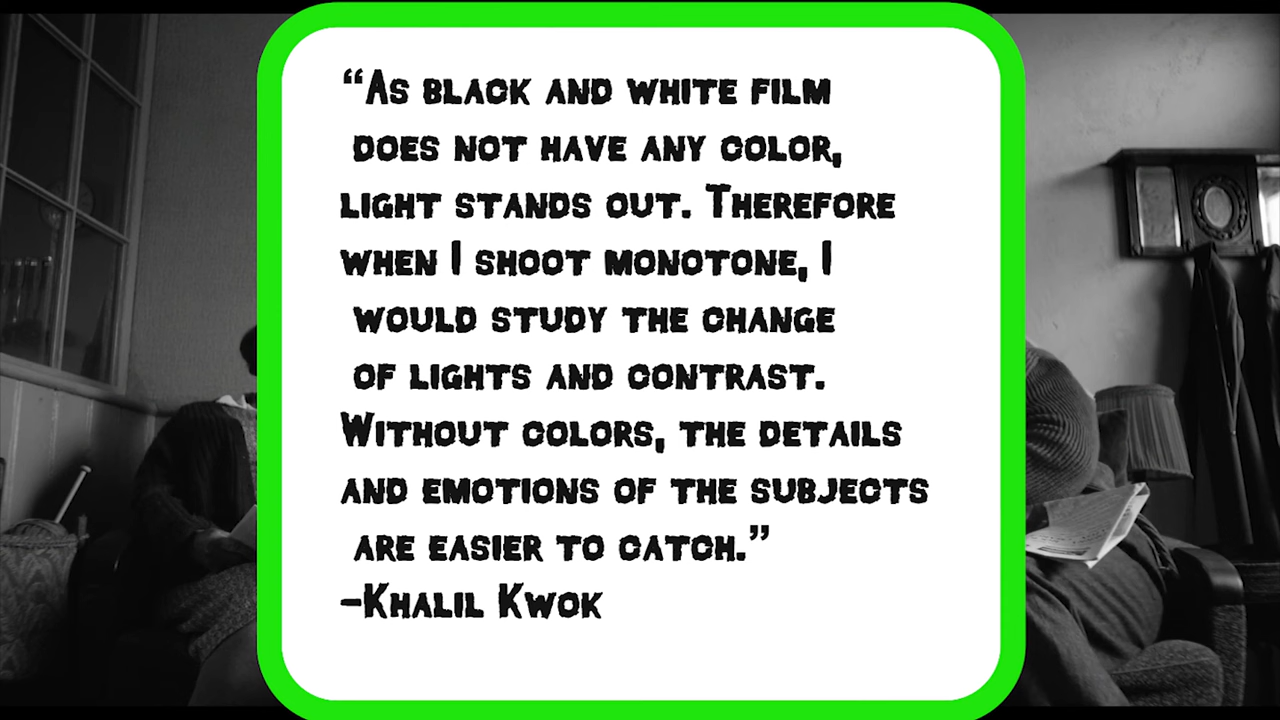 “As black and white film
does not have any color,
light stands out. Therefore
when I shoot monotone, I
would study the change
of lights and contrast.
Without colors, the details
and emotions of the subjects
are easier to catch.”
-Khalil Kwok